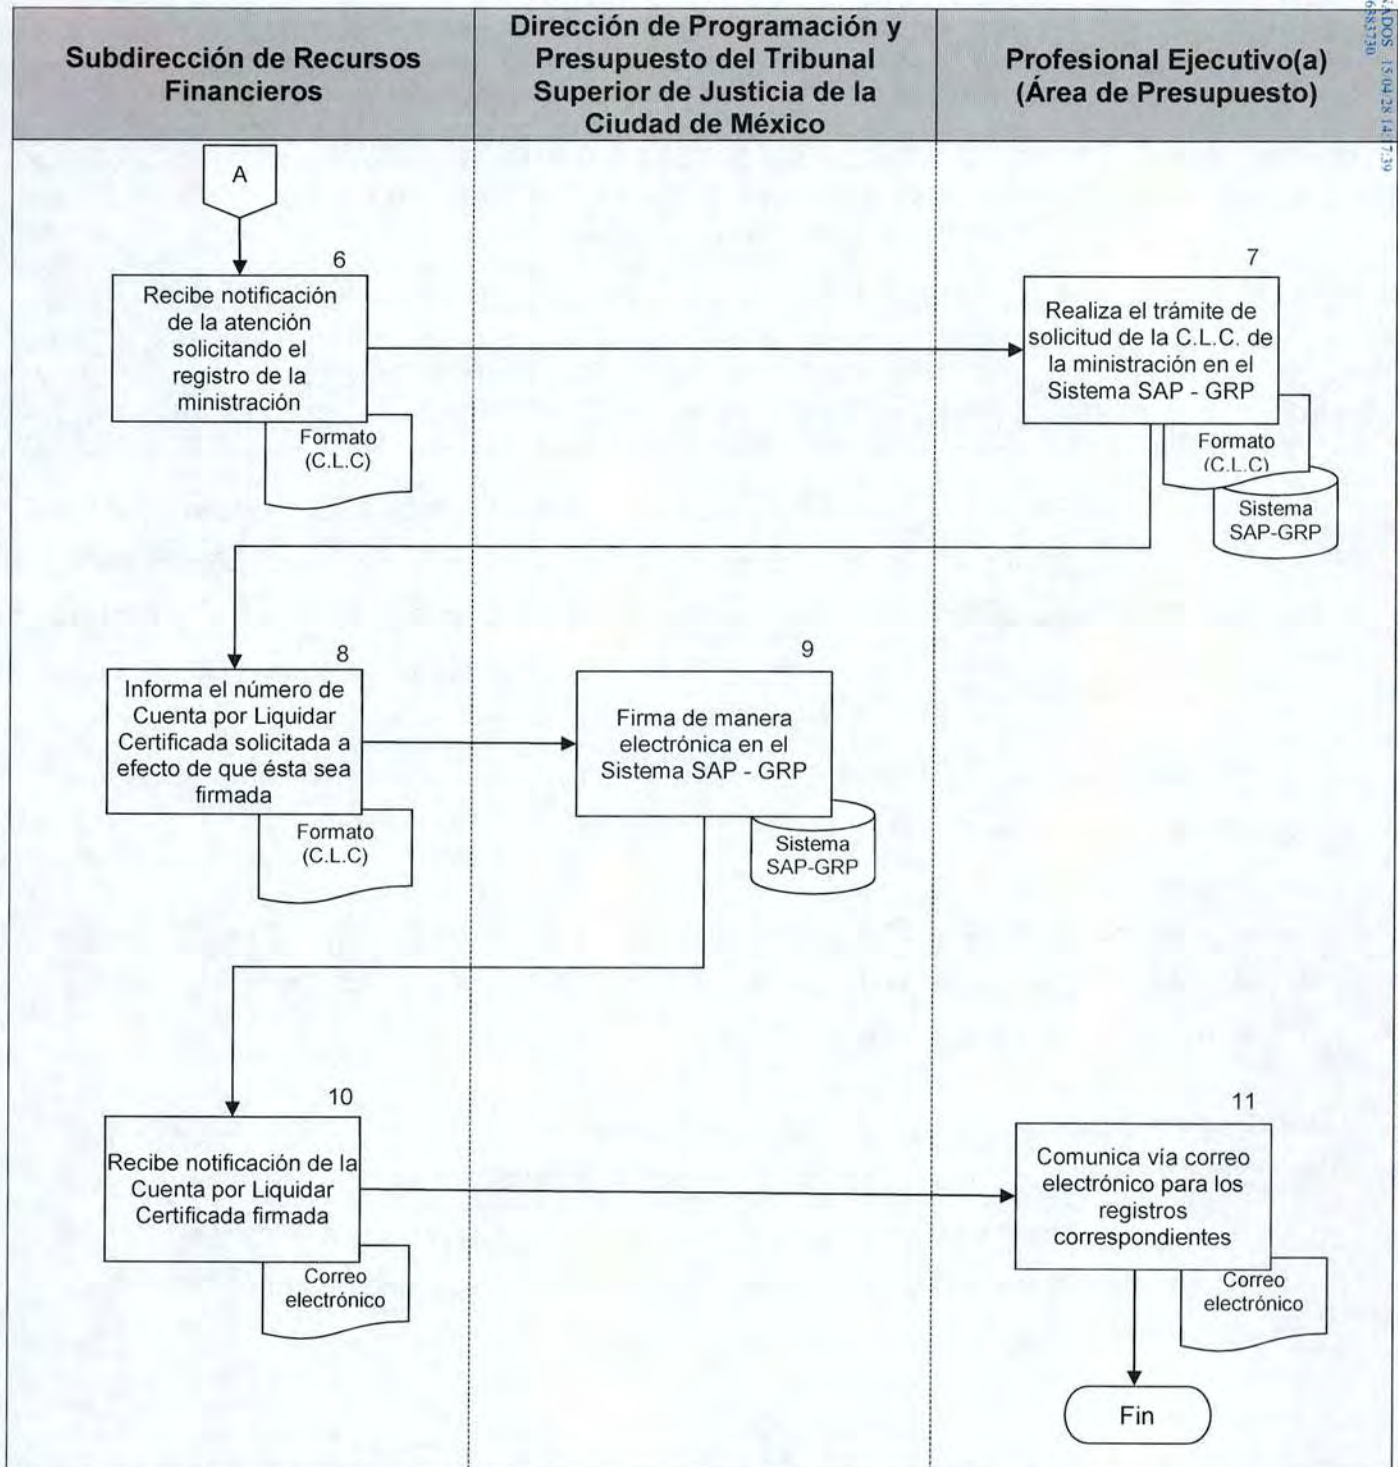 Subdirección de Recursos
Financieros
Dirección de Programación y
Presupuesto del Tribunal
Superior de Justicia de la
Ciudad de México
Profesional Ejecutivo(a)
(Área de Presupuesto)
A
6
Recibe notificación
de la atención
solicitando el
registro de la
ministración
Formato
(C.L.C)
7
Realiza el trámite de
solicitud de la C.L.C. de
la ministración en el
Sistema SAP - GRP
Formato
(C.L.C)
Sistema
SAP-GRP
8
Informa el número de
Cuenta por Liquidar
Certificada solicitada a
efecto de que ésta sea
firmada
Formato
(C.L.C)
9
Firma de manera
electrónica en el
Sistema SAP - GRP
Sistema
SAP-GRP
10
Recibe notificación de la
Cuenta por Liquidar
Certificada firmada
Correo
electrónico
11
Comunica vía correo
electrónico para los
registros
correspondientes
Correo
electrónico
Fin